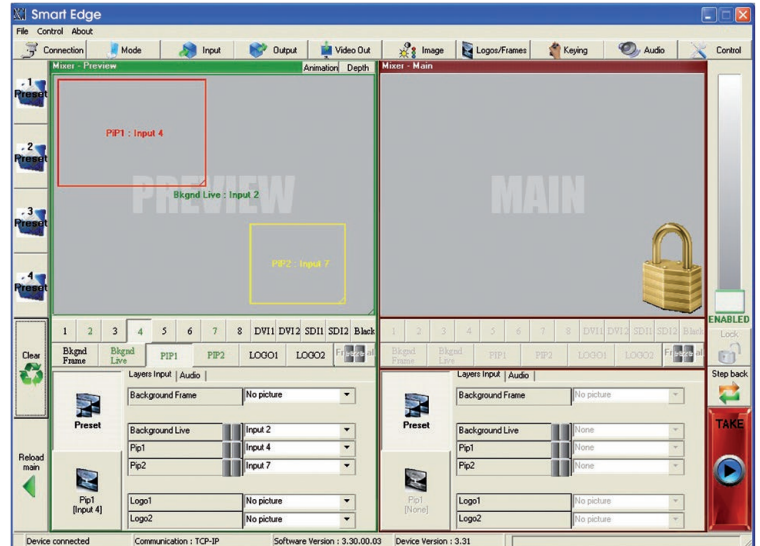 Smart Edge
File Control About
Connection Mode Input Output Video Out Image Logos/Frames Keying Audio Control
Mixer - Preview Animation Depth Mixer - Main
1 Preset
2 Preset
3 Preset
4 Preset
PiP1 : Input 4
PREVIEW
Bkgnd Live : Input 2
PiP2 : Input 7
MAIN
ENABLED
1 2 3 4 5 6 7 8 DVI1 DVI2 SDI1 SDI2 Black
1 2 3 4 5 6 7 8 DVI1 DVI2 SDI1 SDI2 Black
Lock
Clear
Bkgnd Frame Bkgnd Live PIP1 PIP2 LOGO1 LOGO2
Bkgnd Frame Bkgnd Live PIP1 PIP2 LOGO1 LOGO2
Step back
Layers Input Audio
Preset
Background Frame No picture
Background Live Input 2
Pip1 Input 4
Pip2 Input 7
Pip1 [Input 4]
Logo1 No picture
Logo2 No picture
Layers Input Audio
Preset
Background Frame No picture
Background Live None
Pip1 None
Pip2 None
Pip1 [None]
Logo1 No picture
Logo2 No picture
TAKE
Reload main
Device connected Communication : TCP-IP Software Version : 3.30.00.03 Device Version : 3.31